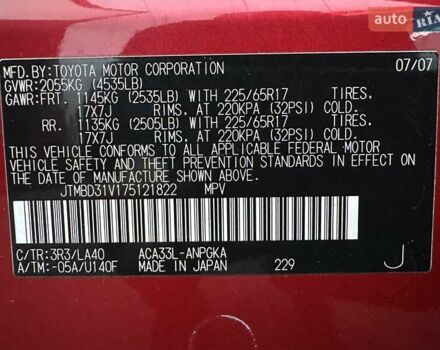 auto RIA
MFD.BY:TOYOTA MOTOR CORPORATION 07/07
GVWR:2055KG (4535LB)
GAWR:FRT. 1145KG (2535LB) WITH 225/65R17 TIRES,
17X7J RIMS, AT 220KPA (32PSI) COLD.
RR. 1135KG (2505LB) WITH 225/65R17 TIRES,
17X7J RIMS, AT 220KPA (32PSI) COLD.
THIS VEHICLE CONFORMS TO ALL APPLICABLE FEDERAL MOTOR
VEHICLE SAFETY AND THEFT PREVENTION STANDARDS IN EFFECT ON
THE DATE OF MANUFACTURE SHOWN ABOVE.
JTMBD31V175121822 MPV
C/TR:3R3/LA40 ACA33L-ANPGKA
A/TM:-05A/U140F MADE IN JAPAN 229 J